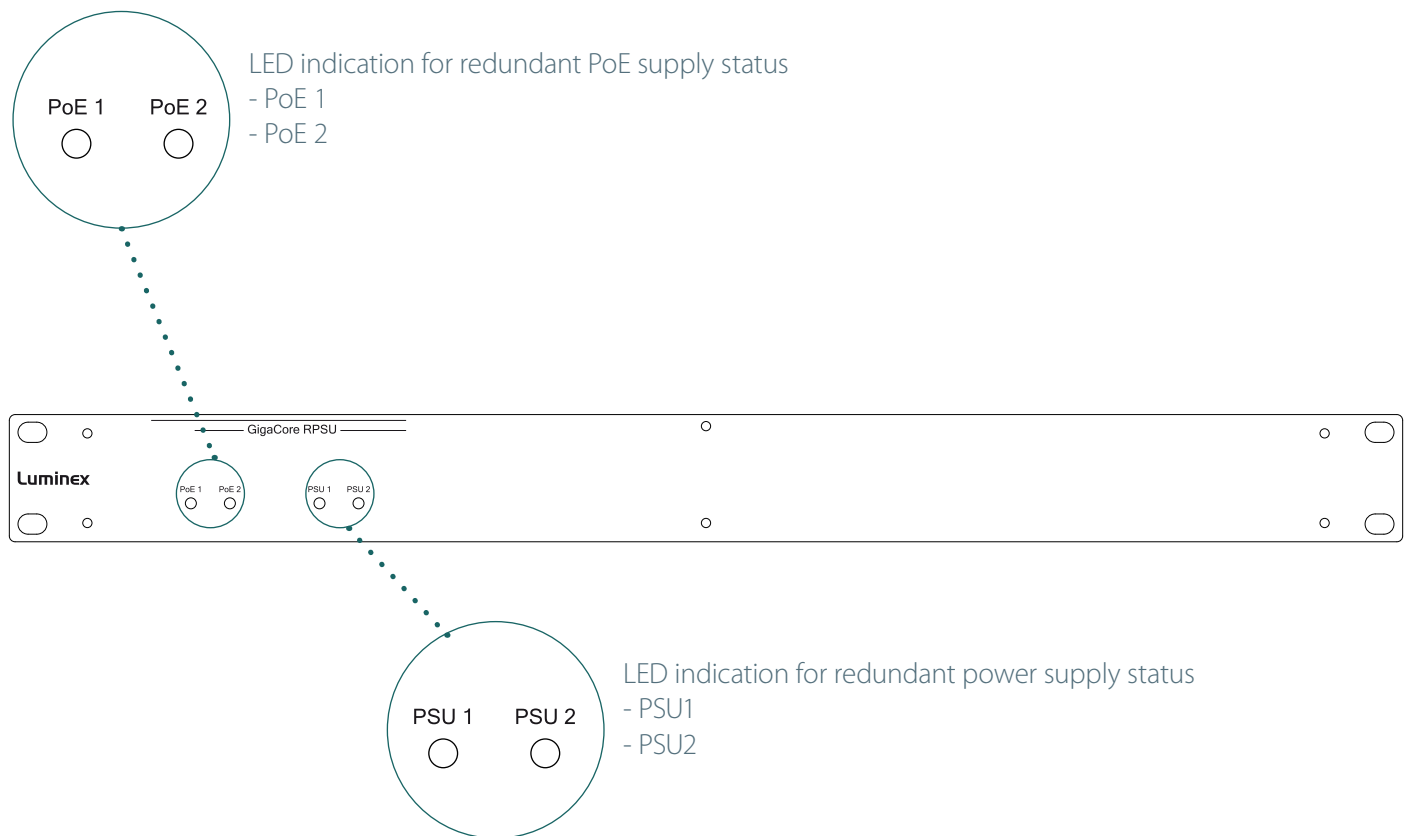 LED indication for redundant PoE supply status
- PoE 1
- PoE 2
PoE 1 PoE 2
GigaCore RPSU
Luminex
PoE 1 PoE 2 PSU 1 PSU 2
LED indication for redundant power supply status
- PSU1
- PSU2
PSU 1 PSU 2